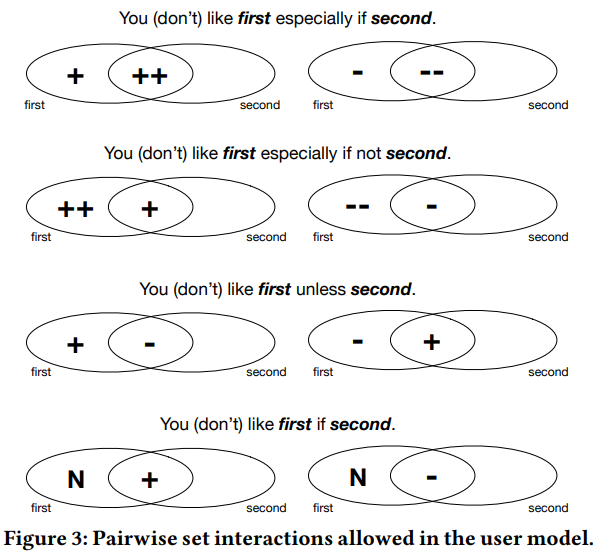 You (don't) like first especially if second.
+ ++ - --
first second first second
You (don't) like first especially if not second.
++ + -- -
first second first second
You (don't) like first unless second.
+ - - +
first second first second
You (don't) like first if second.
N + N -
first second first second
Figure 3: Pairwise set interactions allowed in the user model.